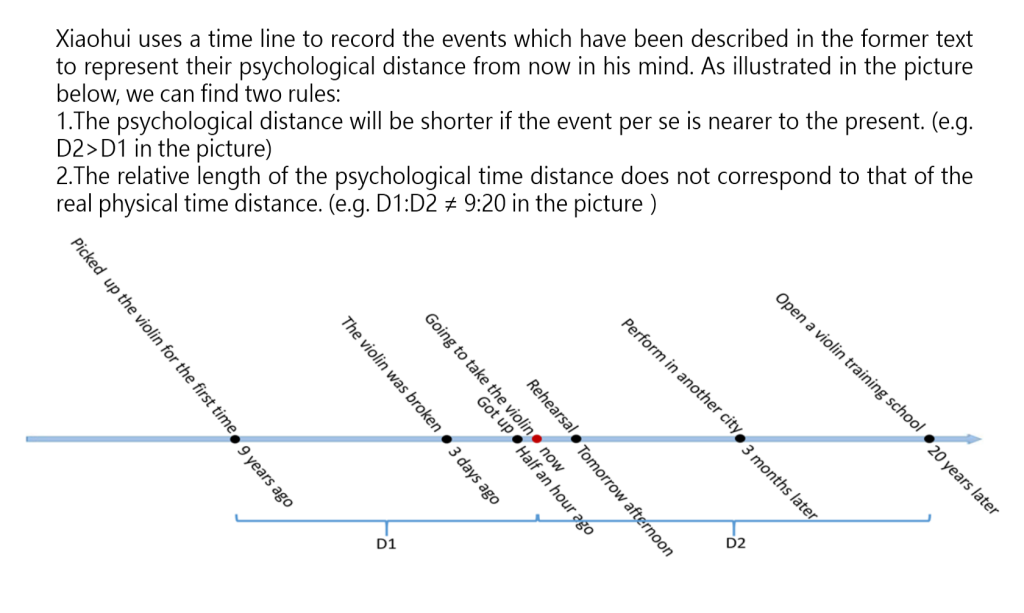 Xiaohui uses a time line to record the events which have been described in the former text
to represent their psychological distance from now in his mind. As illustrated in the picture
below, we can find two rules:
1.The psychological distance will be shorter if the event per se is nearer to the present. (e.g.
D2>D1 in the picture)
2.The relative length of the psychological time distance does not correspond to that of the
real physical time distance. (e.g. D1:D2 ≠ 9:20 in the picture )
Picked up the violin for the first time
9 years ago
The violin was broken
3 days ago
Got up
Half an hour ago
Going to take the violin
now
Rehearsal
Tomorrow afternoon
Perform in another city
3 months later
Open a violin training school
20 years later
D1
D2